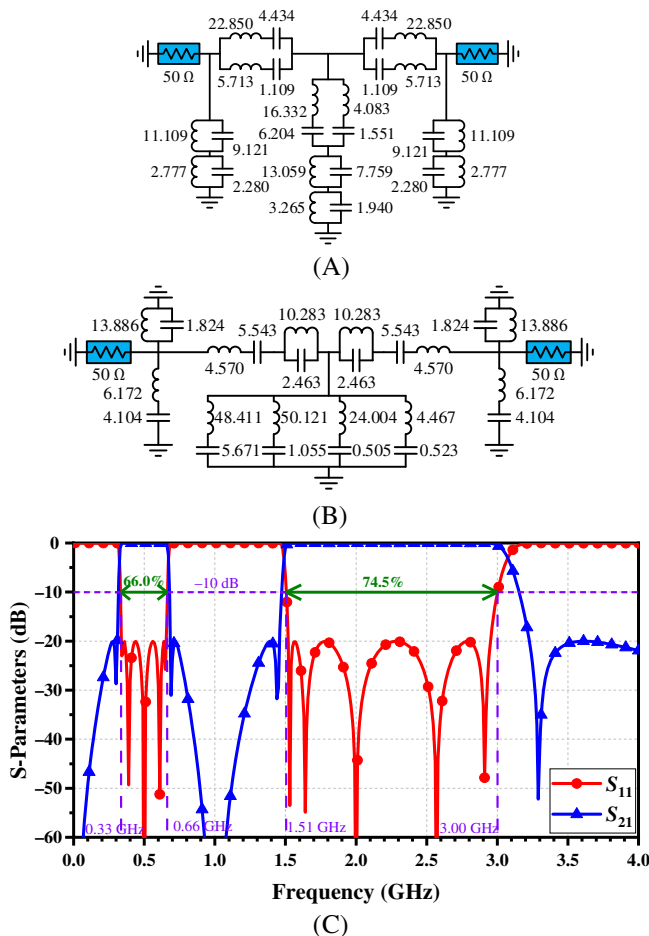 22.850 4.434 4.434 22.850
50 Ω 5.713 1.109 1.109 5.713 50 Ω
16.332 4.083
11.109 6.204 1.551 11.109
9.121 9.121
2.777 13.059 7.759 2.777
2.280 3.265 1.940 2.280
(A)
10.283 10.283
13.886 1.824 5.543 5.543 1.824 13.886
50 Ω 4.570 2.463 2.463 4.570 50 Ω
6.172 6.172
4.104 48.411 50.121 24.004 4.467 4.104
5.671 1.055 0.505 0.523
(B)
0
-10
-20
-30
-40
-50
-60
S-Parameters (dB)
66.0% –10 dB 74.5%
S11
S21
0.33 GHz 0.66 GHz 1.51 GHz 3.00 GHz
0.0 0.5 1.0 1.5 2.0 2.5 3.0 3.5 4.0
Frequency (GHz)
(C)